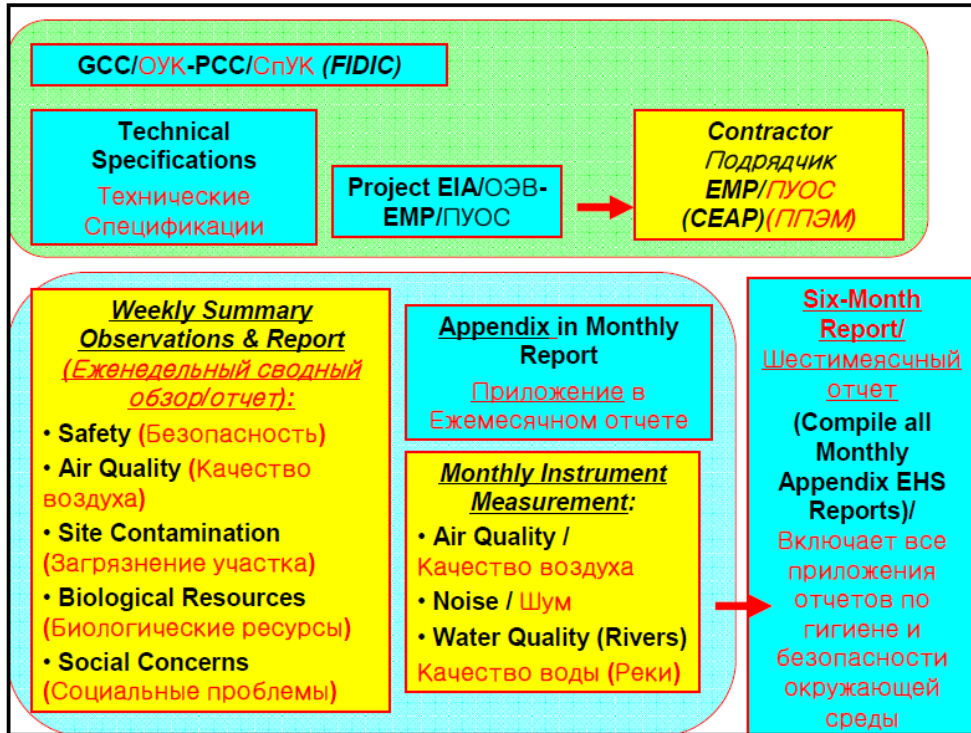 GCC/ОУК-PCC/СпУК (FIDIC)
Technical
Specifications
Технические
Спецификации
Project EIA/ОЭВ-
EMP/ПУОС
Contractor
Подрядчик
EMP/ПУОС
(CEAP)(ППЭМ)
Weekly Summary
Observations & Report
(Еженедельный сводный
обзор/отчет):
• Safety (Безопасность)
• Air Quality (Качество
воздуха)
• Site Contamination
(Загрязнение участка)
• Biological Resources
(Биологические ресурсы)
• Social Concerns
(Социальные проблемы)
Appendix in Monthly
Report
Приложение в
Ежемесячном отчете
Monthly Instrument
Measurement:
• Air Quality /
Качество воздуха
• Noise / Шум
• Water Quality (Rivers)
Качество воды (Реки)
Six-Month
Report/
Шестимеясчный
отчет
(Compile all
Monthly
Appendix EHS
Reports)/
Включает все
приложения
отчетов по
гигиене и
безопасности
окружающей
среды